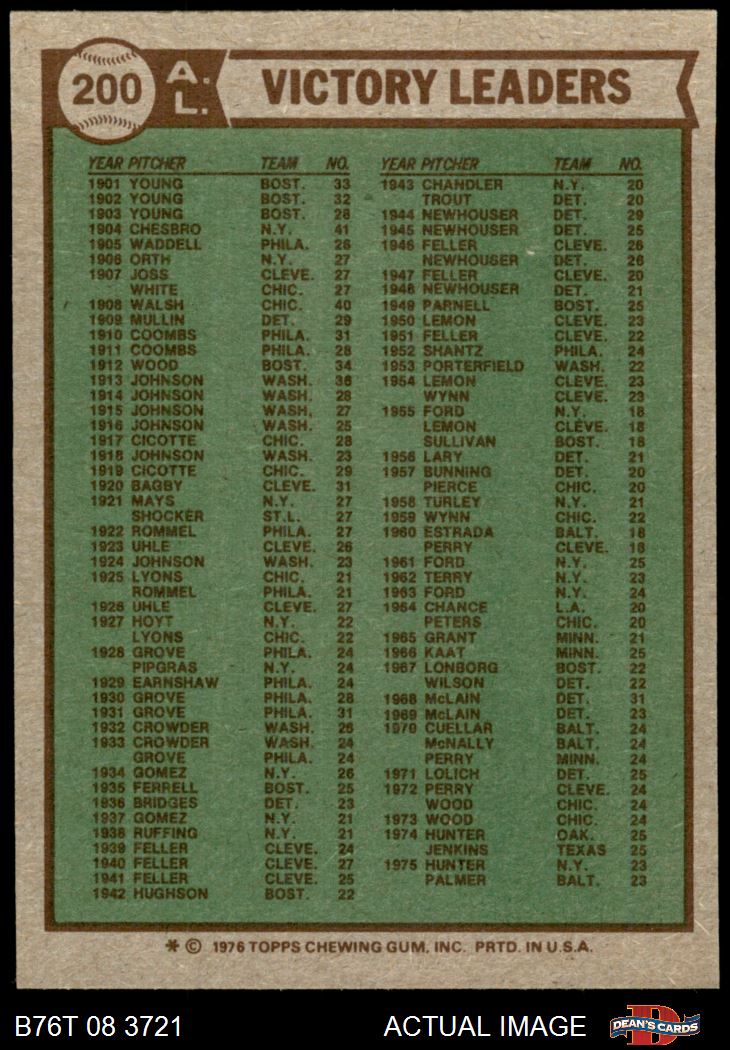 200 A. L. VICTORY LEADERS
YEAR PITCHER TEAM NO.
1901 YOUNG BOST. 33
1902 YOUNG BOST. 32
1903 YOUNG BOST. 28
1904 CHESBRO N.Y. 41
1905 WADDELL PHILA. 26
1906 ORTH N.Y. 27
1907 JOSS CLEVE. 27
WHITE CHIC. 27
1908 WALSH CHIC. 40
1909 MULLIN DET. 29
1910 COOMBS PHILA. 31
1911 COOMBS PHILA. 28
1912 WOOD BOST. 34
1913 JOHNSON WASH. 36
1914 JOHNSON WASH. 28
1915 JOHNSON WASH. 27
1916 JOHNSON WASH. 25
1917 CICOTTE CHIC. 28
1918 JOHNSON WASH. 23
1919 CICOTTE CHIC. 29
1920 BAGBY CLEVE. 31
1921 MAYS N.Y. 27
SHOCKER ST.L. 27
1922 ROMMEL PHILA. 27
1923 UHLE CLEVE. 26
1924 JOHNSON WASH. 23
1925 LYONS CHIC. 21
ROMMEL PHILA. 21
1926 UHLE CLEVE. 27
1927 HOYT N.Y. 22
LYONS CHIC. 22
1928 GROVE PHILA. 24
PIPGRAS N.Y. 24
1929 EARNSHAW PHILA. 24
1930 GROVE PHILA. 28
1931 GROVE PHILA. 31
1932 CROWDER WASH. 26
1933 CROWDER WASH. 24
GROVE PHILA. 24
1934 GOMEZ N.Y. 26
1935 FERRELL BOST. 25
1936 BRIDGES DET. 23
1937 GOMEZ N.Y. 21
1938 RUFFING N.Y. 21
1939 FELLER CLEVE. 24
1940 FELLER CLEVE. 27
1941 FELLER CLEVE. 25
1942 HUGHSON BOST. 22
YEAR PITCHER TEAM NO.
1943 CHANDLER N.Y. 20
TROUT DET. 20
1944 NEWHOUSER DET. 29
1945 NEWHOUSER DET. 25
1946 FELLER CLEVE. 26
NEWHOUSER DET. 26
1947 FELLER CLEVE. 20
1948 NEWHOUSER DET. 21
1949 PARNELL BOST. 25
1950 LEMON CLEVE. 23
1951 FELLER CLEVE. 22
1952 SHANTZ PHILA. 24
1953 PORTERFIELD WASH. 22
1954 LEMON CLEVE. 23
WYNN CLEVE. 23
1955 FORD N.Y. 18
LEMON CLEVE. 18
SULLIVAN BOST. 18
1956 LARY DET. 21
1957 BUNNING DET. 20
PIERCE CHIC. 20
1958 TURLEY N.Y. 21
1959 WYNN CHIC. 22
1960 ESTRADA BALT. 18
PERRY CLEVE. 18
1961 FORD N.Y. 25
1962 TERRY N.Y. 23
1963 FORD N.Y. 24
1964 CHANCE L.A. 20
PETERS CHIC. 20
1965 GRANT MINN. 21
1966 KAAT MINN. 25
1967 LONBORG BOST. 22
WILSON DET. 22
1968 McLAIN DET. 31
1969 McLAIN DET. 23
1970 CUELLAR BALT. 24
McNALLY BALT. 24
PERRY MINN. 24
1971 LOLICH DET. 25
1972 PERRY CLEVE. 24
WOOD CHIC. 24
1973 WOOD CHIC. 24
1974 HUNTER OAK. 25
JENKINS TEXAS 25
1975 HUNTER N.Y. 23
PALMER BALT. 23
* © 1976 TOPPS CHEWING GUM, INC. PRTD. IN U.S.A.
B76T 08 3721 ACTUAL IMAGE DEAN'S CARDS